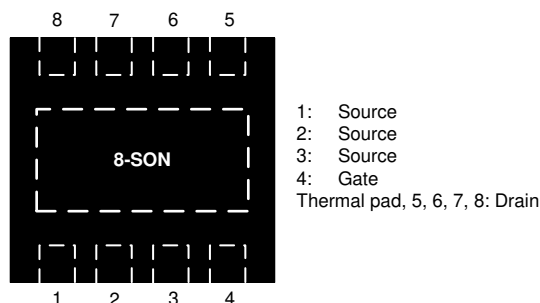 8 7 6 5
8-SON
1 2 3 4
1: Source
2: Source
3: Source
4: Gate
Thermal pad, 5, 6, 7, 8: Drain